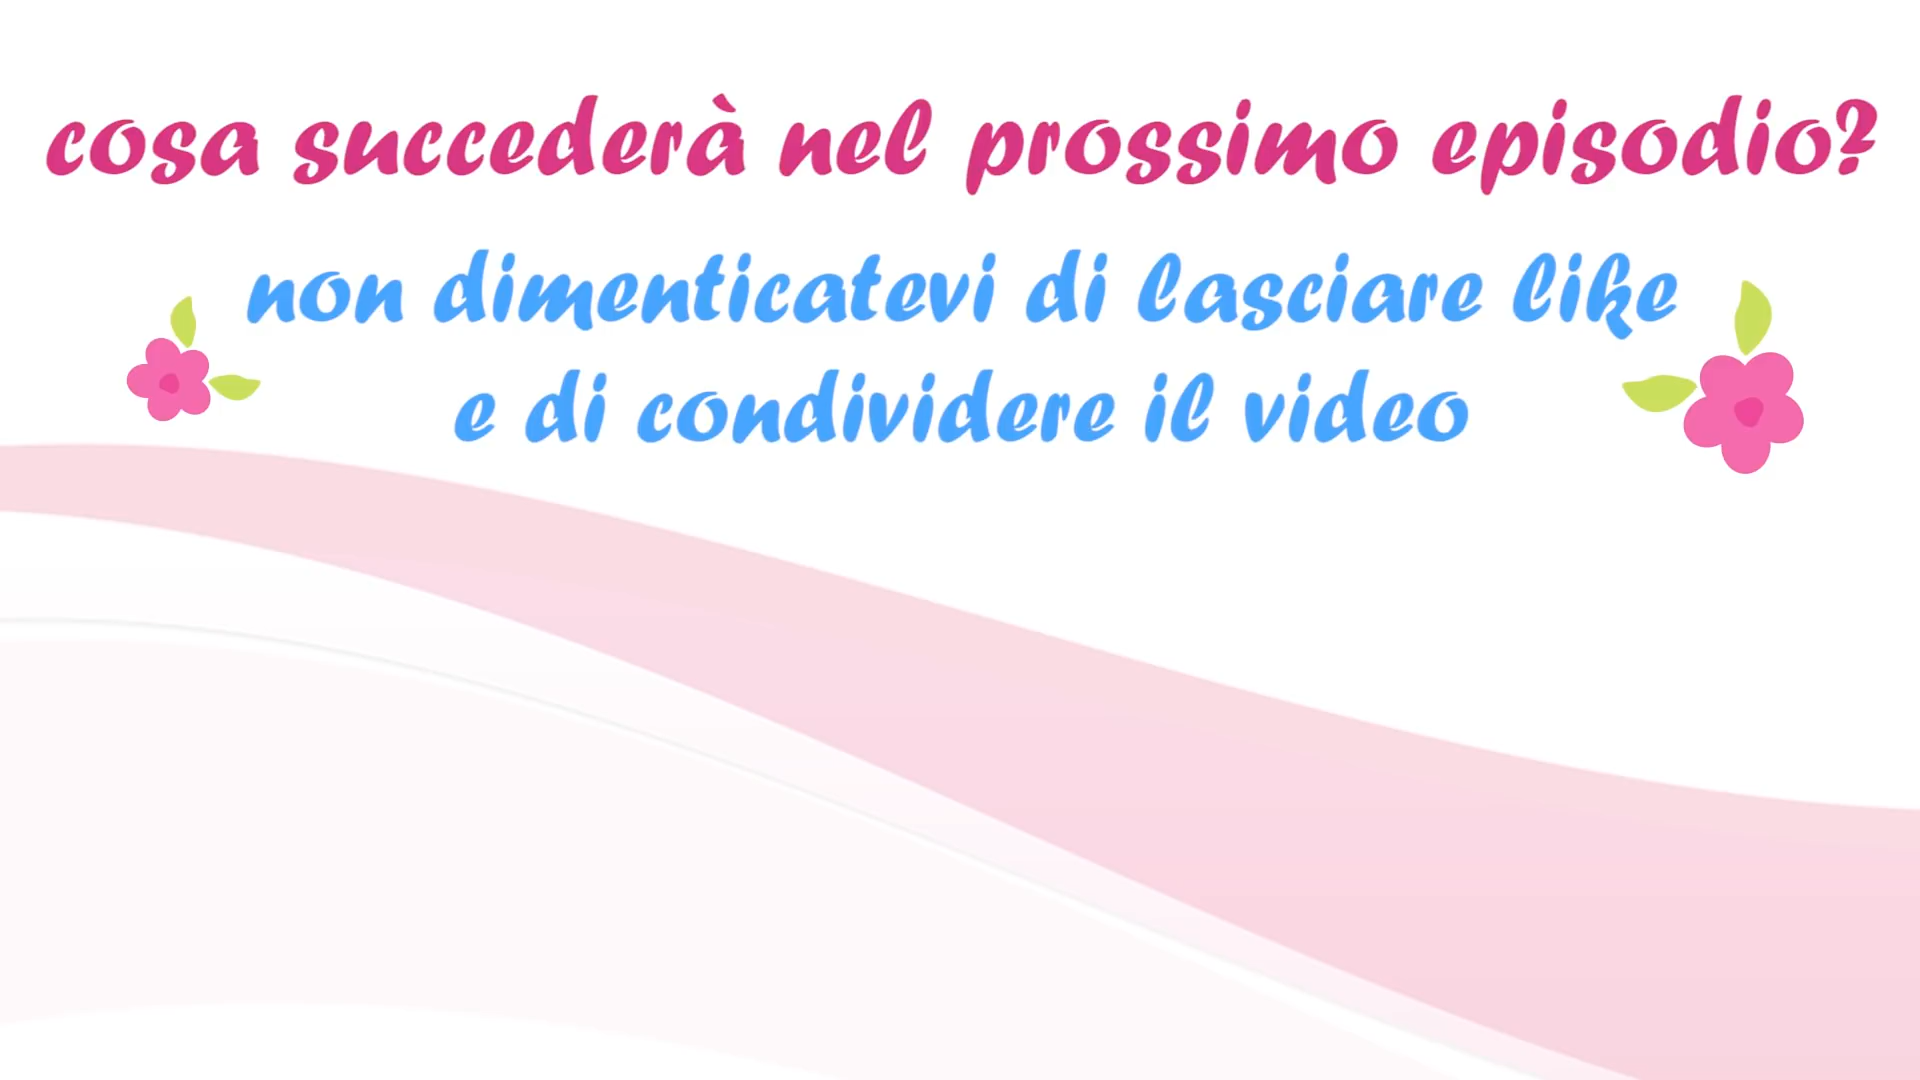 cosa succederà nel prossimo episodio?
non dimenticatevi di lasciare like
e di condividere il video